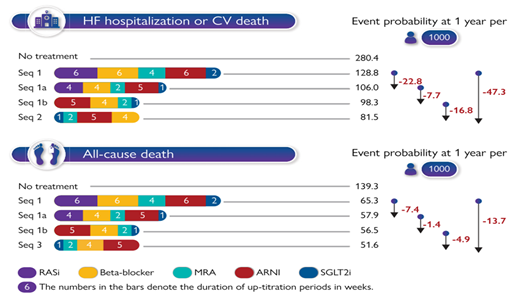 HF hospitalization or CV death
Event probability at 1 year per
1000
No treatment 280.4
Seq 1 6 6 4 6 2 128.8
Seq 1a 4 4 2 5 1 106.0
Seq 1b 5 4 2 1 98.3
Seq 2 1 2 5 4 81.5
-22.8
-7.7
-16.8
-47.3
All-cause death
Event probability at 1 year per
1000
No treatment 139.3
Seq 1 6 6 4 6 2 65.3
Seq 1a 4 4 2 5 1 57.9
Seq 1b 5 4 2 1 56.5
Seq 3 1 2 4 5 51.6
-7.4
-1.4
-4.9
-13.7
RASi Beta-blocker MRA ARNI SGLT2i
6 The numbers in the bars denote the duration of up-titration periods in weeks.